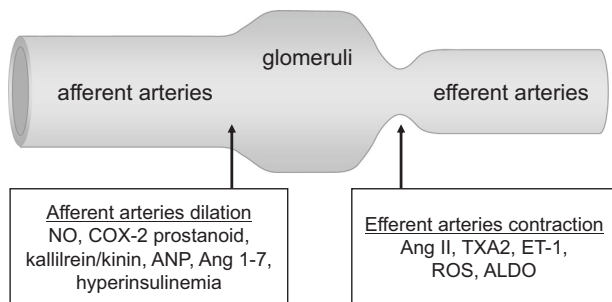 glomeruli
afferent arteries
efferent arteries
Afferent arteries dilation
NO, COX-2 prostanoid,
kallilrein/kinin, ANP, Ang 1-7,
hyperinsulinemia
Efferent arteries contraction
Ang II, TXA2, ET-1,
ROS, ALDO